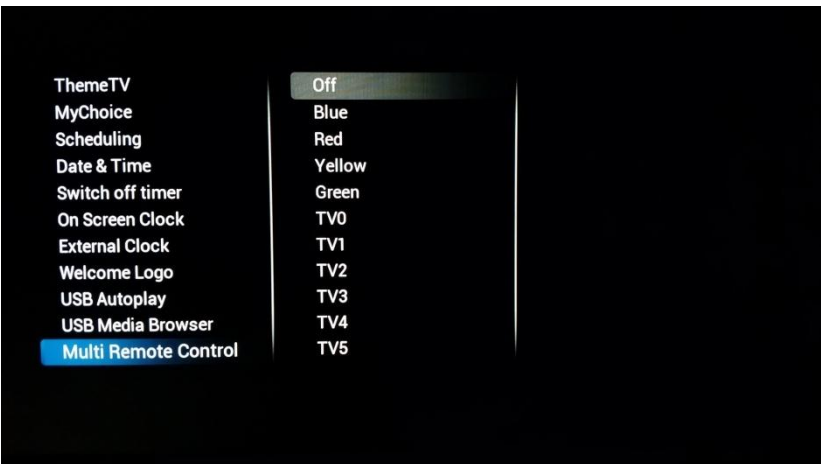 ThemeTV
MyChoice
Scheduling
Date & Time
Switch off timer
On Screen Clock
External Clock
Welcome Logo
USB Autoplay
USB Media Browser
Multi Remote Control
Off
Blue
Red
Yellow
Green
TV0
TV1
TV2
TV3
TV4
TV5